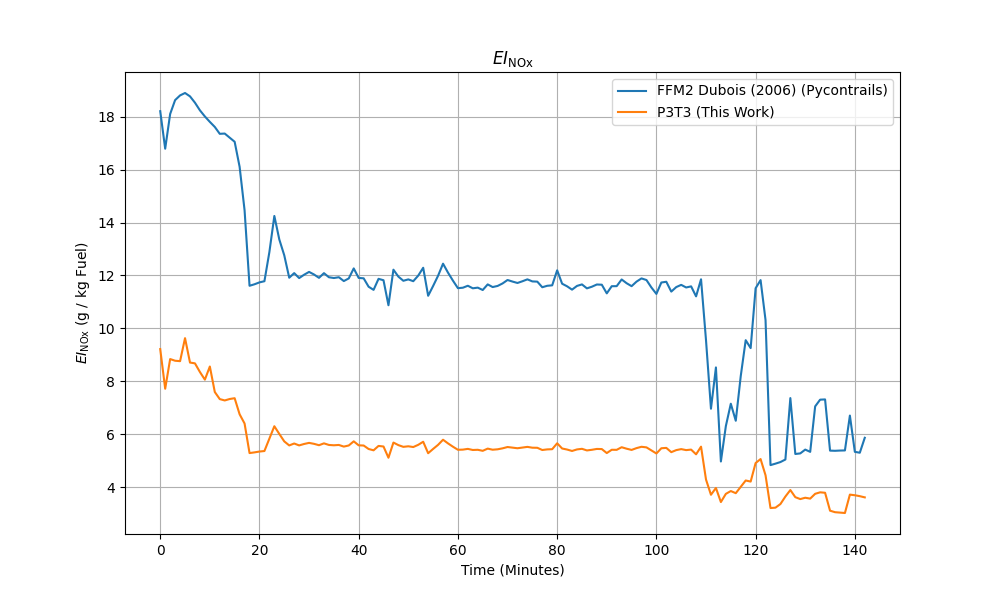 EI_NOx
FFM2 Dubois (2006) (Pycontrails)
P3T3 (This Work)
EI_NOx (g / kg Fuel)
18
16
14
12
10
8
6
4
0 20 40 60 80 100 120 140
Time (Minutes)